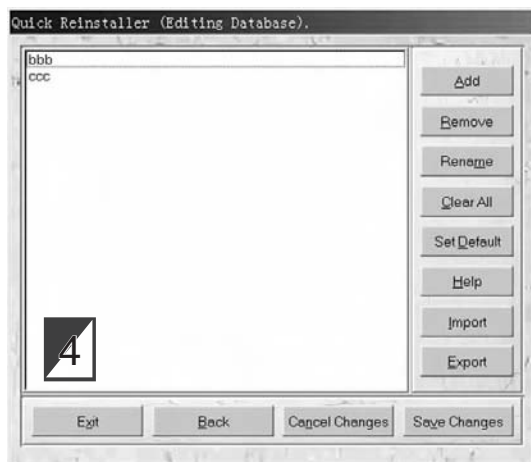 Quick Reinstaller (Editing Database).
bbb
ccc
Add
Remove
Rename
Clear All
Set Default
Help
Import
Export
4
Exit
Back
Cancel Changes
Save Changes